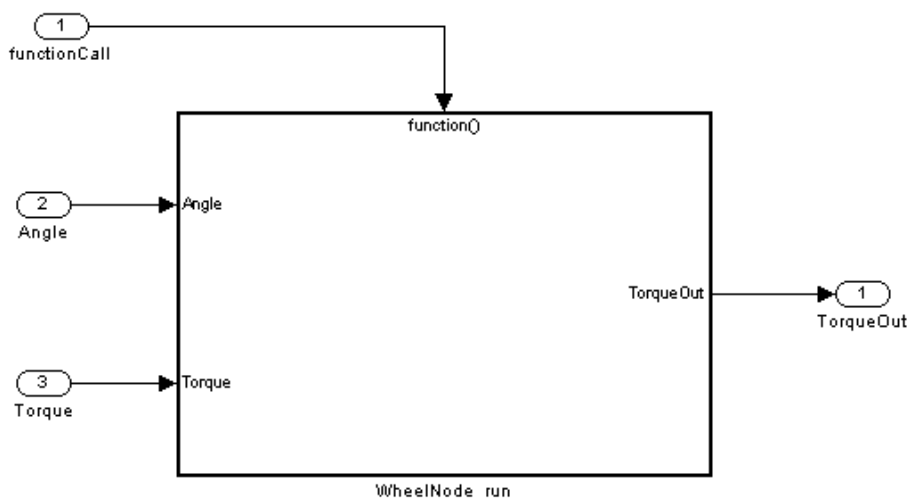 1
functionCall
function()
2
Angle
Angle
TorqueOut
1
TorqueOut
3
Torque
Torque
WheelNode run